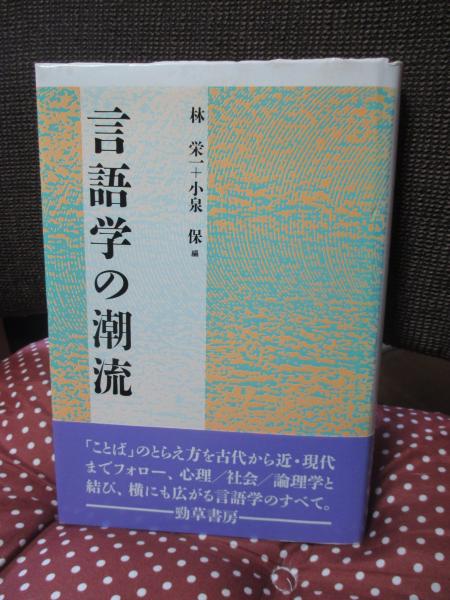 言語学の潮流
林 栄一+小泉 保 編
「ことば」のとらえ方を古代から近・現代
までフォロー、心理／社会／論理学と
結び、横にも広がる言語学のすべて。
勁草書房